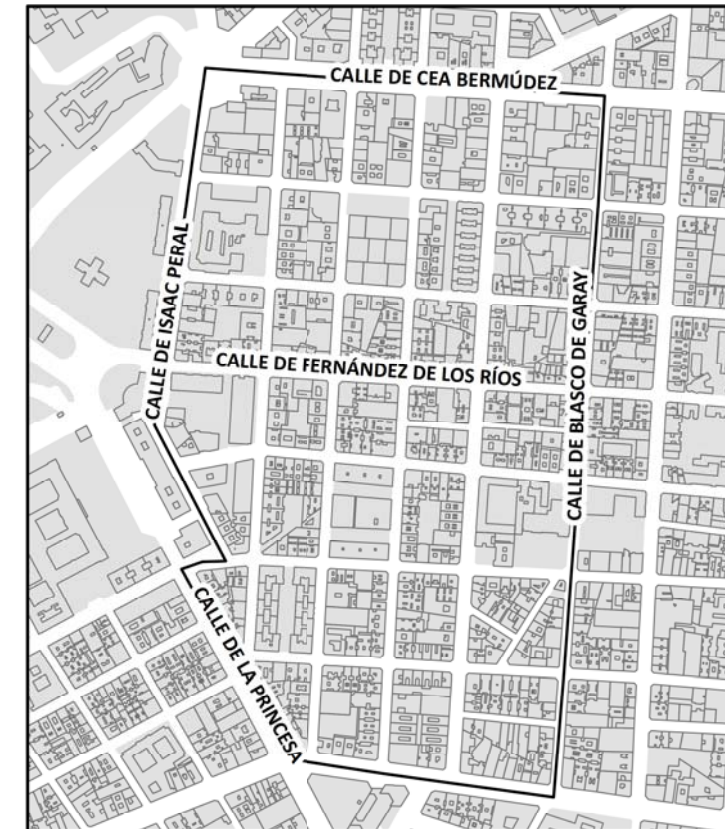 CALLE DE CEA BERMÚDEZ
CALLE DE ISAAC PERAL
CALLE DE FERNÁNDEZ DE LOS RÍOS
CALLE DE BLASCO DE GARAY
CALLE DE LA PRINCESA